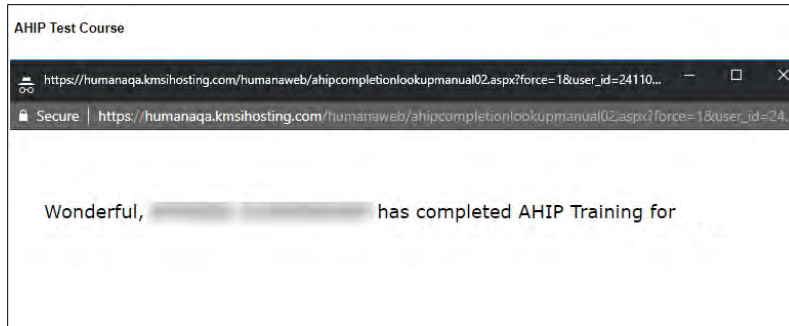 AHIP Test Course
https://humanaqa.kmsihosting.com/humanaweb/ahipcompletionlookupmanual02.aspx?force=1&user_id=24110...
Secure | https://humanaqa.kmsihosting.com/humanaweb/ahipcompletionlookupmanual02.aspx?force=1&user_id=24.
Wonderful, has completed AHIP Training for